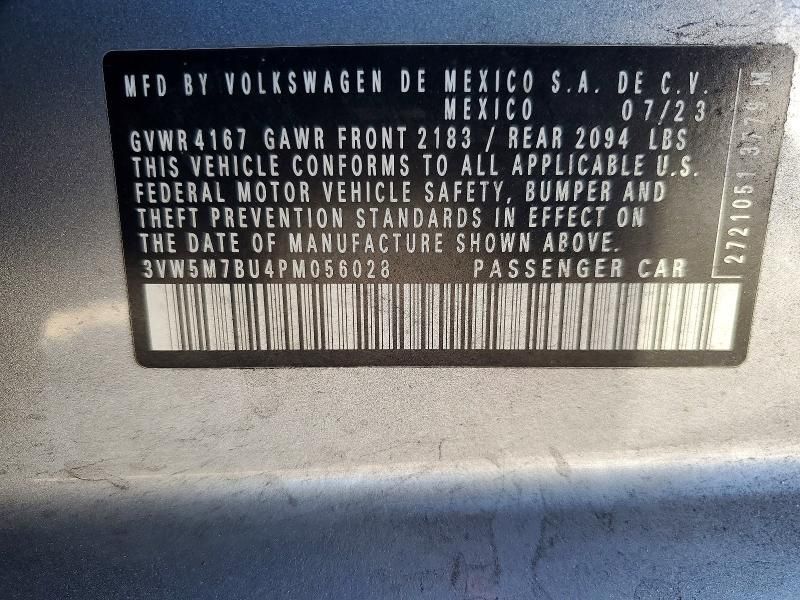 MFD BY VOLKSWAGEN DE MEXICO S.A. DE C.V.
MEXICO 07/23
GVWR 4167 GAWR FRONT 2183 / REAR 2094 LBS
THIS VEHICLE CONFORMS TO ALL APPLICABLE U.S.
FEDERAL MOTOR VEHICLE SAFETY, BUMPER AND
THEFT PREVENTION STANDARDS IN EFFECT ON
THE DATE OF MANUFACTURE SHOWN ABOVE.
3VW5M7BU4PM056028 PASSENGER CAR
2721051